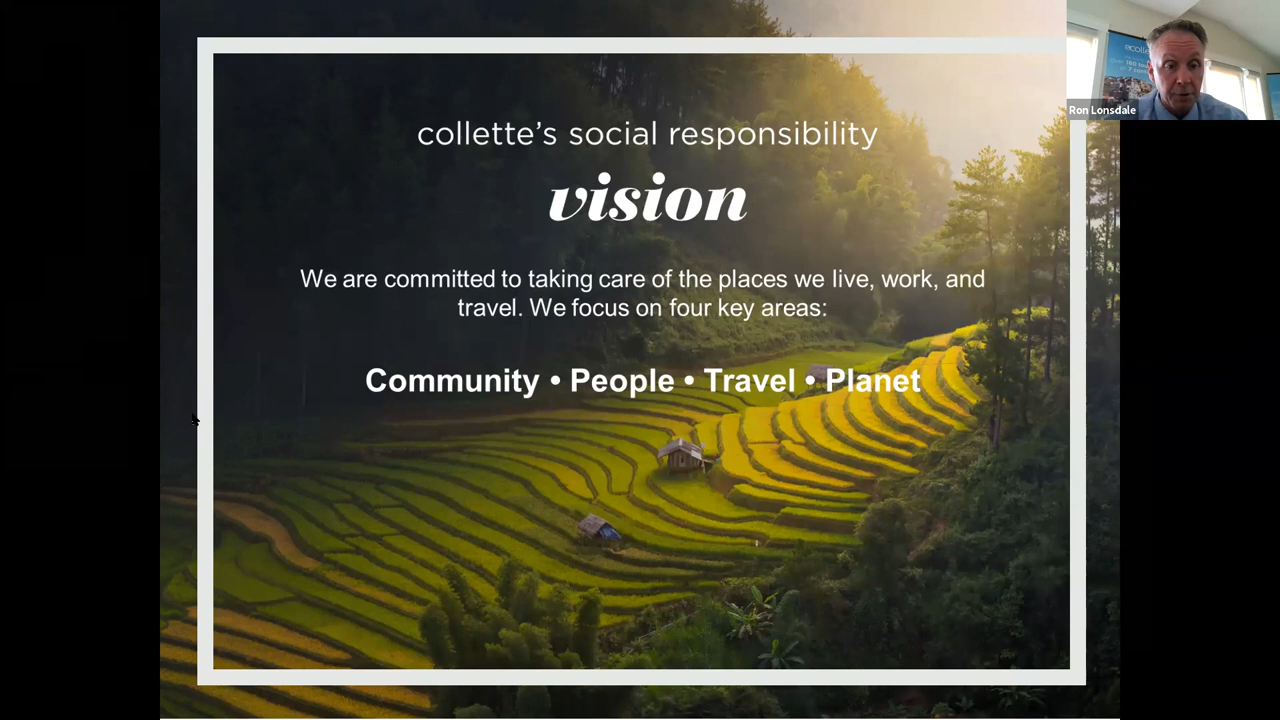 collette's social responsibility
vision
We are committed to taking care of the places we live, work, and
travel. We focus on four key areas:
Community • People • Travel • Planet
Ron Lonsdale